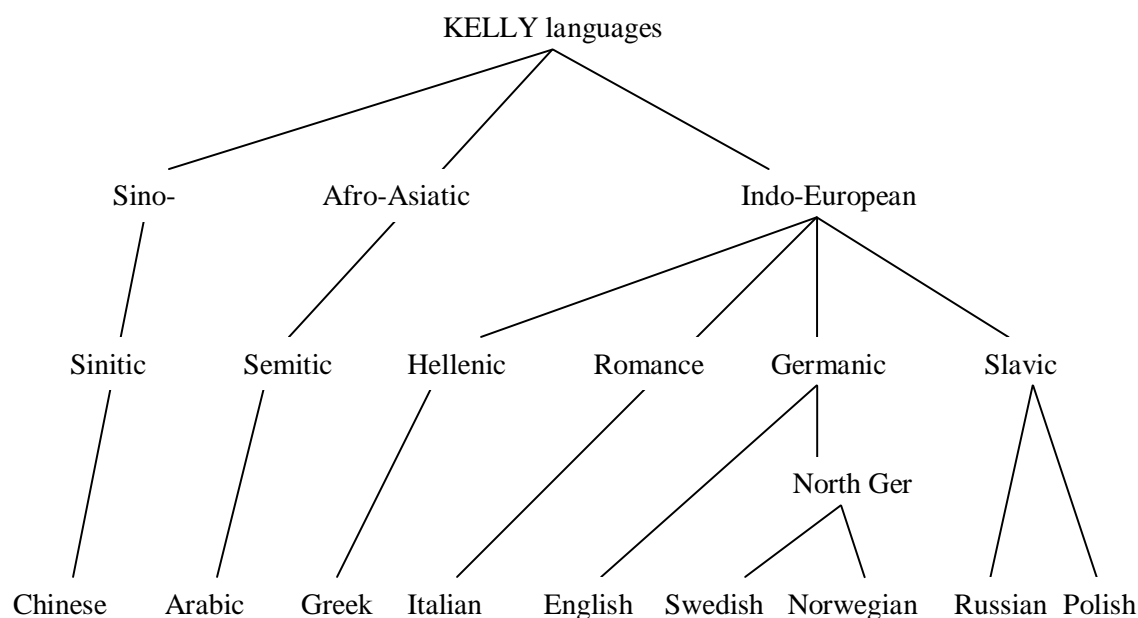 KELLY languages
Sino- Afro-Asiatic Indo-European
Sinitic Semitic Hellenic Romance Germanic Slavic
North Ger
Chinese Arabic Greek Italian English Swedish Norwegian Russian Polish